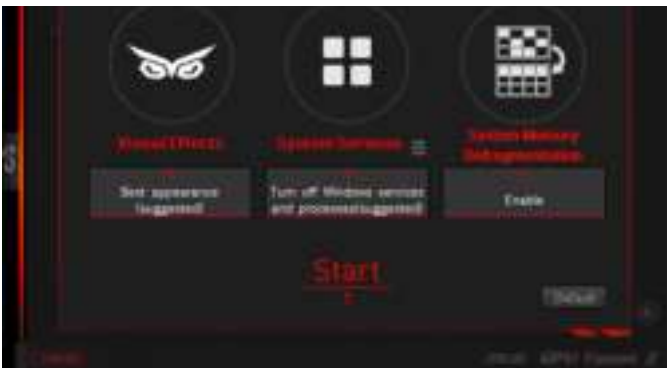 Visual Effects
System Services
System Memory
Defragmentation
Best appearance
(suggested)
Turn off Windows services
and processes(suggested)
Enable
Start
Default